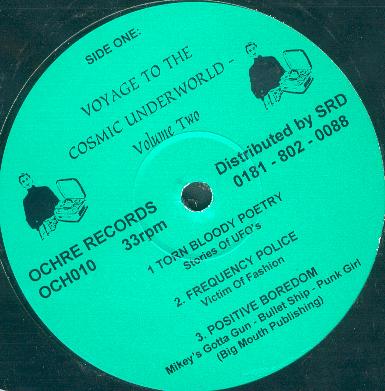 SIDE ONE:
VOYAGE TO THE
COSMIC UNDERWORLD -
Volume Two
OCHRE RECORDS
OCH010
33rpm
Distributed by SRD
0181 - 802 - 0088
1 TORN BLOODY POETRY
Stories Of UFO's
2. FREQUENCY POLICE
Victim Of Fashion
3. POSITIVE BOREDOM
Mikey's Gotta Gun - Bullet Ship - Punk Girl
(Big Mouth Publishing)